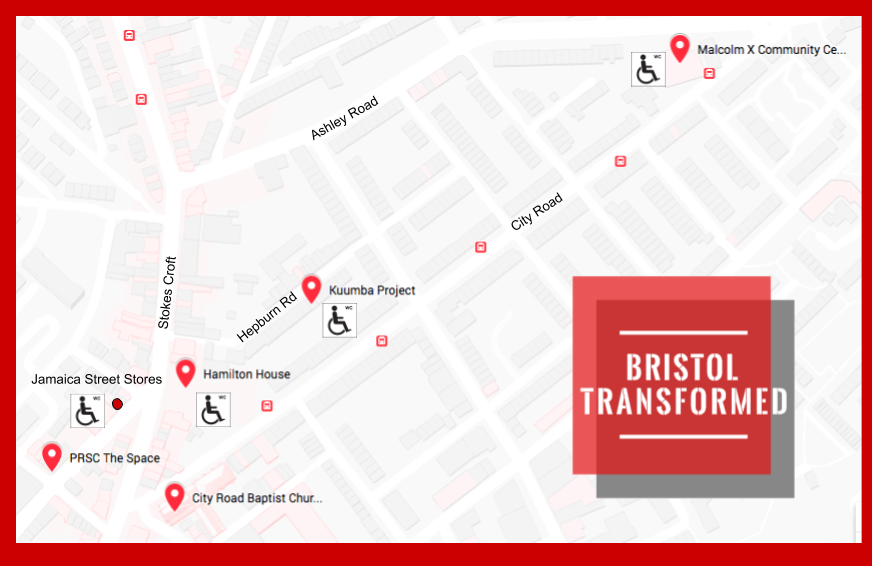 Malcolm X Community Ce...
WC
Ashley Road
City Road
Stokes Croft
Hepburn Rd
Kuumba Project
WC
BRISTOL
TRANSFORMED
Jamaica Street Stores
WC
Hamilton House
WC
PRSC The Space
City Road Baptist Chur...